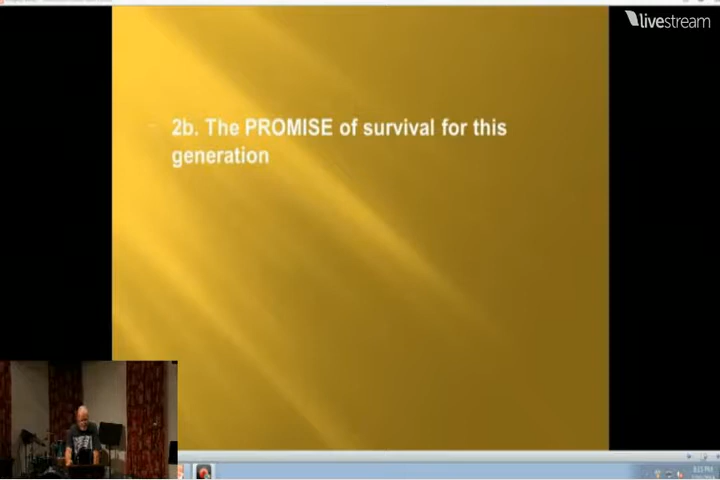 livestream
2b. The PROMISE of survival for this
generation